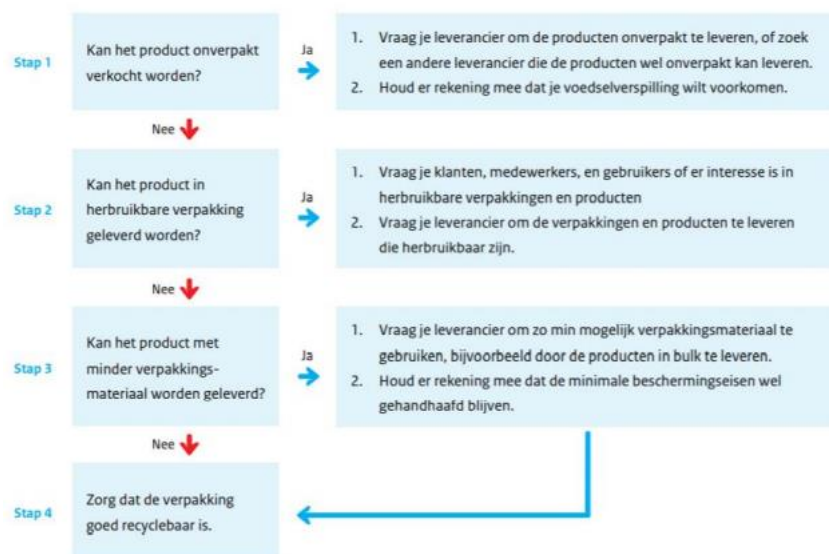 Stap 1
Kan het product onverpakt
verkocht worden?
Ja
1. Vraag je leverancier om de producten onverpakt te leveren, of zoek
een andere leverancier die de producten wel onverpakt kan leveren.
2. Houd er rekening mee dat je voedselverspilling wilt voorkomen.
Nee
Stap 2
Kan het product in
herbruikbare verpakking
geleverd worden?
Ja
1. Vraag je klanten, medewerkers, en gebruikers of er interesse is in
herbruikbare verpakkingen en producten
2. Vraag je leverancier om de verpakkingen en producten te leveren
die herbruikbaar zijn.
Nee
Stap 3
Kan het product met
minder verpakkings-
materiaal worden geleverd?
Ja
1. Vraag je leverancier om zo min mogelijk verpakkingsmateriaal te
gebruiken, bijvoorbeeld door de producten in bulk te leveren.
2. Houd er rekening mee dat de minimale beschermingseisen wel
gehandhaafd blijven.
Nee
Stap 4
Zorg dat de verpakking
goed recyclebaar is.